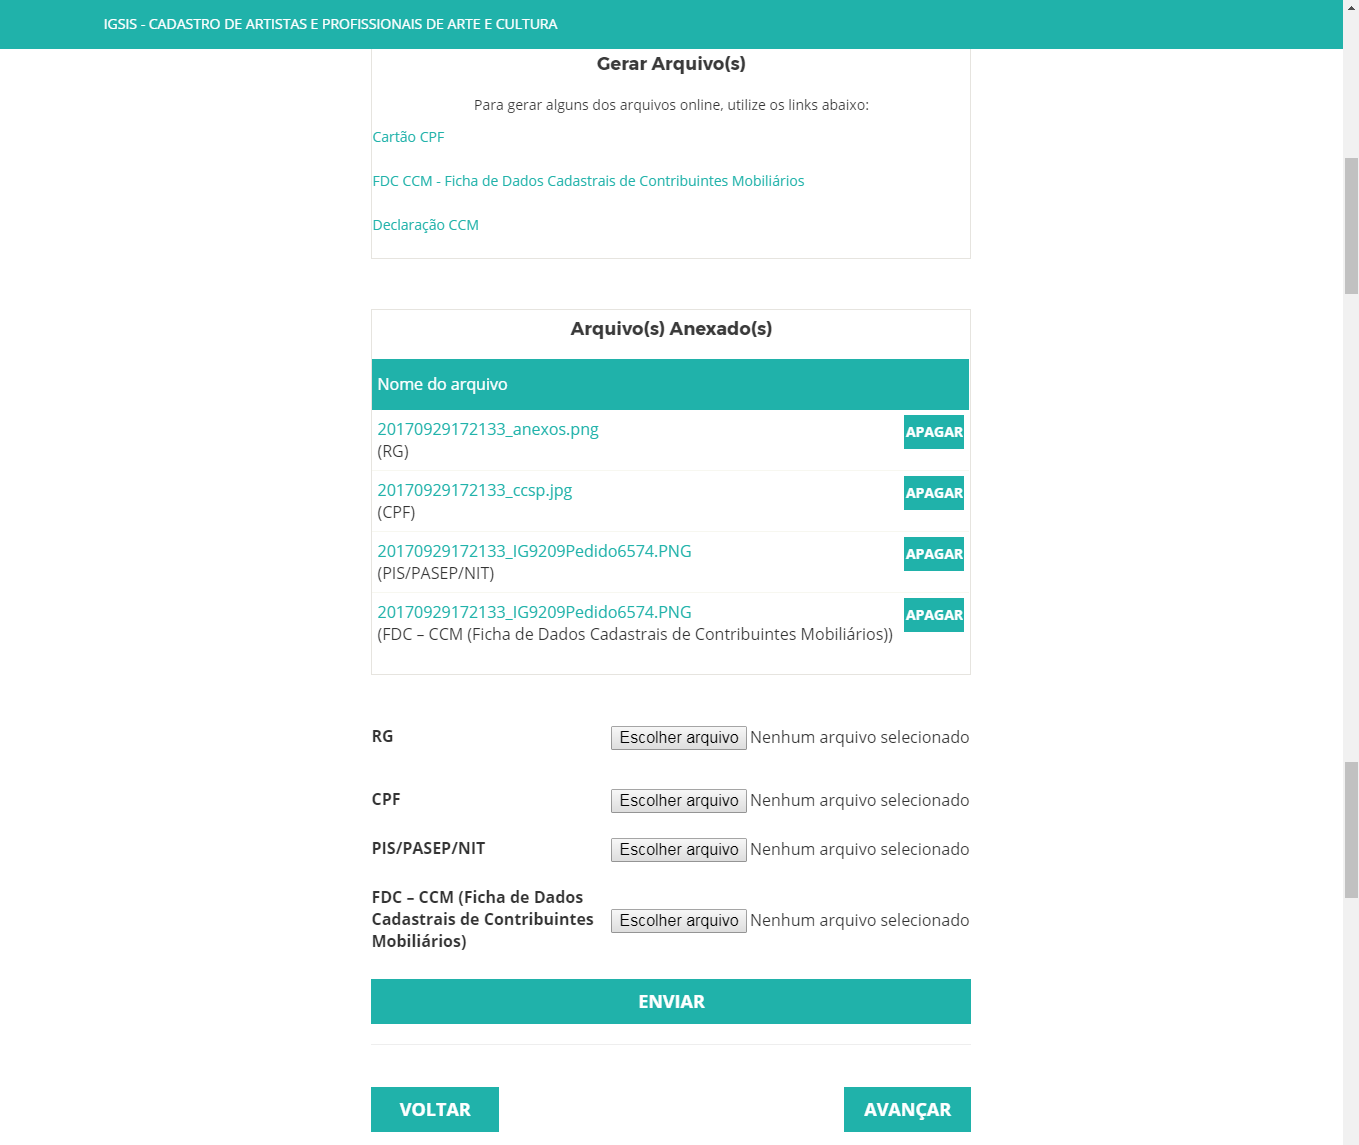 IGSIS - CADASTRO DE ARTISTAS E PROFISSIONAIS DE ARTE E CULTURA
Gerar Arquivo(s)
Para gerar alguns dos arquivos online, utilize os links abaixo:
Cartão CPF
FDC CCM - Ficha de Dados Cadastrais de Contribuintes Mobiliários
Declaração CCM
Arquivo(s) Anexado(s)
Nome do arquivo
20170929172133_anexos.png
(RG)
APAGAR
20170929172133_ccsp.jpg
(CPF)
APAGAR
20170929172133_IG9209Pedido6574.PNG
(PIS/PASEP/NIT)
APAGAR
20170929172133_IG9209Pedido6574.PNG
(FDC – CCM (Ficha de Dados Cadastrais de Contribuintes Mobiliários))
APAGAR
RG Escolher arquivo Nenhum arquivo selecionado
CPF Escolher arquivo Nenhum arquivo selecionado
PIS/PASEP/NIT Escolher arquivo Nenhum arquivo selecionado
FDC – CCM (Ficha de Dados
Cadastrais de Contribuintes
Mobiliários)
Escolher arquivo Nenhum arquivo selecionado
ENVIAR
VOLTAR AVANÇAR